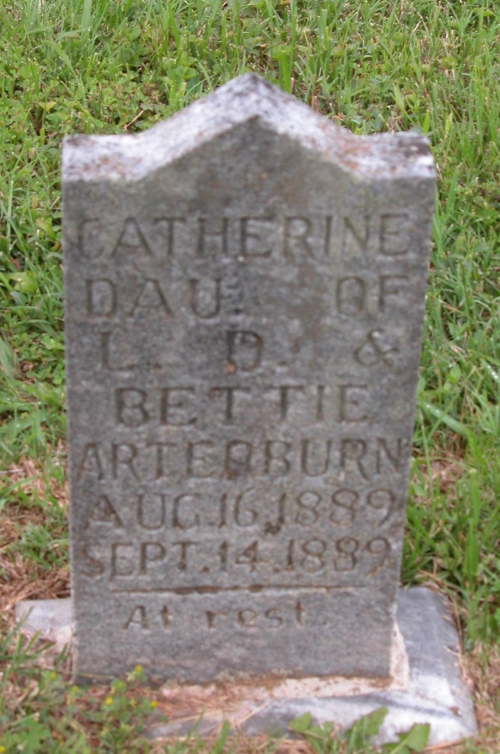 CATHERINE
DAU. OF
L. D. &
BETTIE
ARTERBURN
AUG.16,1889
SEPT.14,1889
At rest.